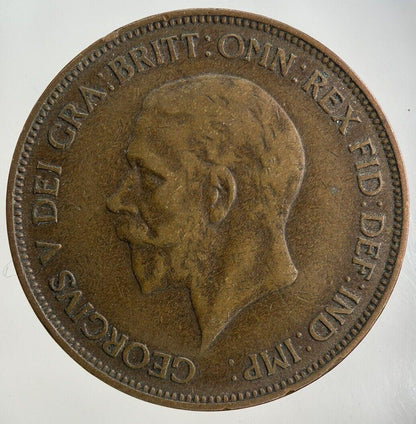 GEORGIVS V DEI GRA:BRITT:OMN:REX FID:DEF:IND:IMP: